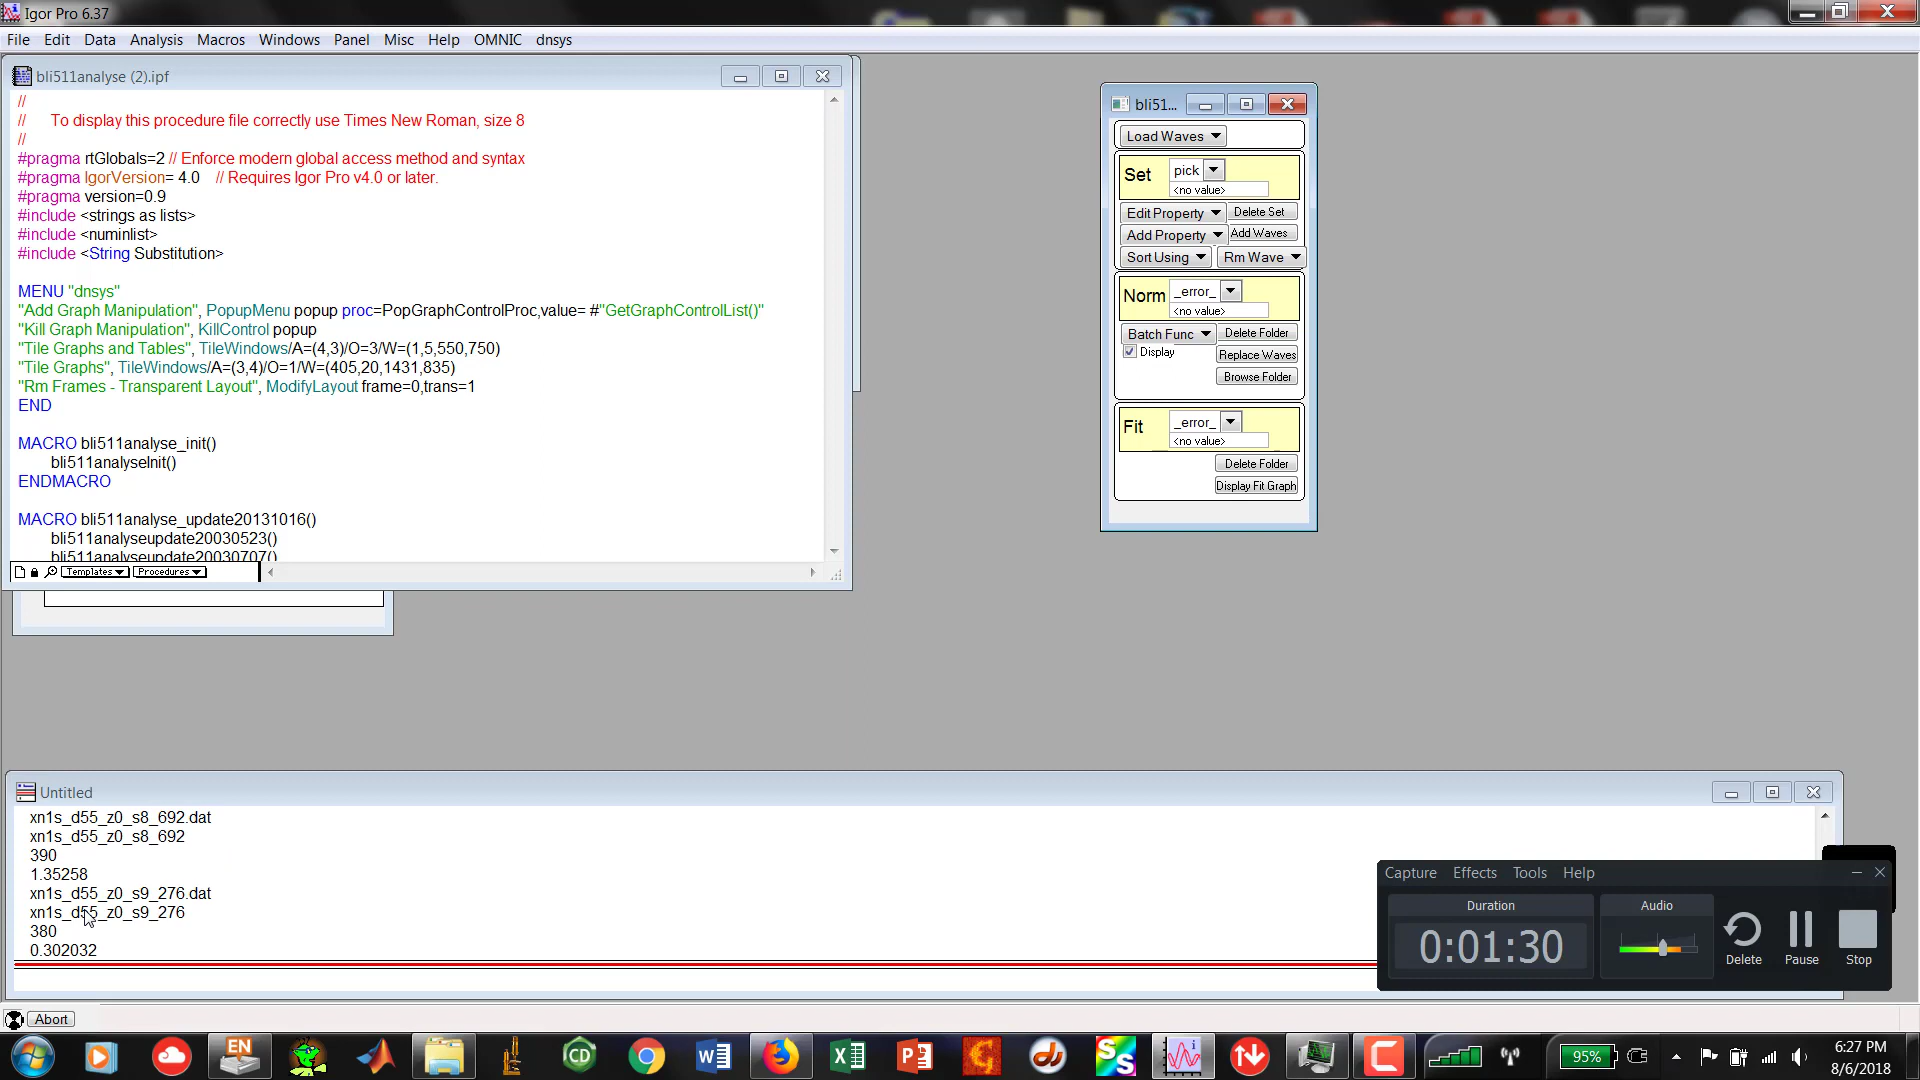 Igor Pro 6.37
File Edit Data Analysis Macros Windows Panel Misc Help OMNIC dnsys
bli511analyse (2).ipf
//
// To display this procedure file correctly use Times New Roman, size 8
//
#pragma rtGlobals=2 // Enforce modern global access method and syntax
#pragma IgorVersion= 4.0 // Requires Igor Pro v4.0 or later.
#pragma version=0.9
#include <strings as lists>
#include <numinlist>
#include <String Substitution>
MENU "dnsys"
"Add Graph Manipulation", PopupMenu popup proc=PopGraphControlProc,value= #"GetGraphControlList()"
"Kill Graph Manipulation", KillControl popup
"Tile Graphs and Tables", TileWindows/A=(4,3)/O=3/W=(1,5,550,750)
"Tile Graphs", TileWindows/A=(3,4)/O=1/W=(405,20,1431,835)
"Rm Frames - Transparent Layout", ModifyLayout frame=0,trans=1
END
MACRO bli511analyse_init()
bli511analyseInit()
ENDMACRO
MACRO bli511analyse_update20131016()
bli511analyseupdate20030523()
bli511analyseupdate20030707()
Templates Procedures
bli51...
Load Waves
Set pick
<no value>
Edit Property Delete Set
Add Property Add Waves
Sort Using Rm Wave
Norm _error_
<no value>
Batch Func Delete Folder
Display Replace Waves
Browse Folder
Fit _error_
<no value>
Delete Folder
Display Fit Graph
Untitled
xn1s_d55_z0_s8_692.dat
xn1s_d55_z0_s8_692
390
1.35258
xn1s_d55_z0_s9_276.dat
xn1s_d55_z0_s9_276
380
0.302032
Capture Effects Tools Help
Duration Audio
0:01:30
Delete Pause Stop
Abort
EN
CD
95%
6:27 PM
8/6/2018